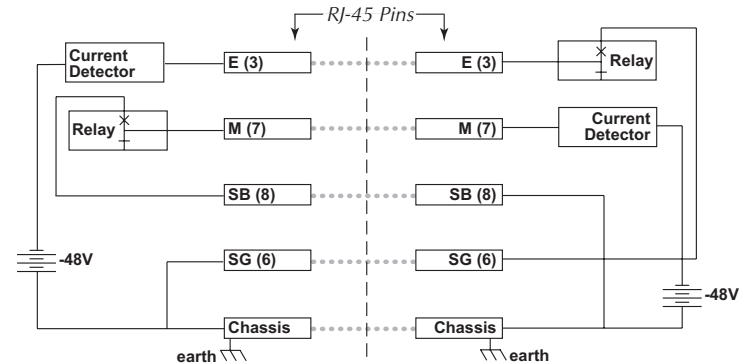 RJ-45 Pins
Current
Detector
E (3)
E (3)
Relay
Relay
M (7)
M (7)
Current
Detector
SB (8)
SB (8)
-48V
SG (6)
SG (6)
-48V
Chassis
Chassis
earth
earth